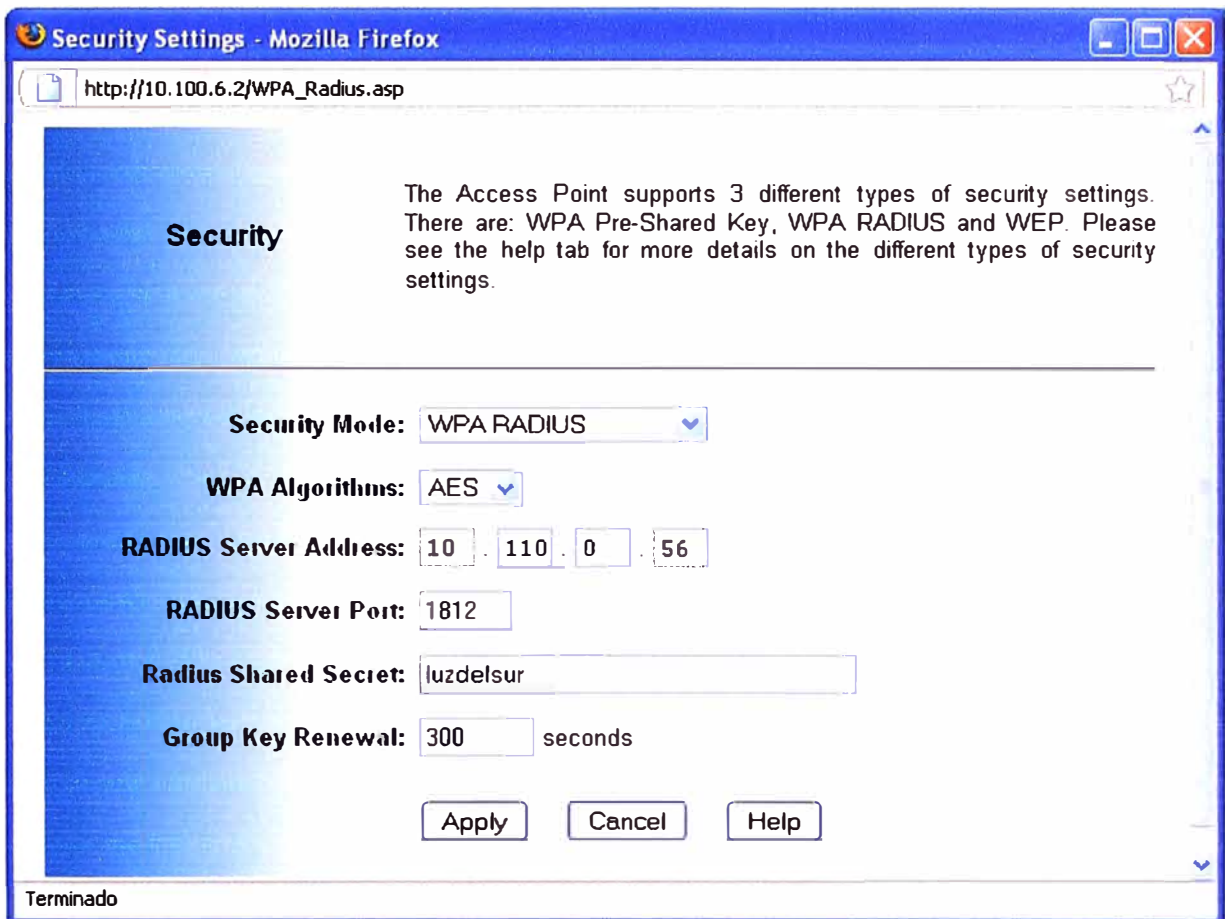 Security Settings - Mozilla Firefox
http://10.100.6.2/WPA_Radius.asp
Security
The Access Point supports 3 different types of security settings.
There are: WPA Pre-Shared Key, WPA RADIUS and WEP. Please
see the help tab for more details on the different types of security
settings.
Security Mode: WPA RADIUS
WPA Algorithms: AES
RADIUS Server Address: 10 . 110 . 0 . 56
RADIUS Server Port: 1812
Radius Shared Secret: luzdelsur
Group Key Renewal: 300 seconds
Apply Cancel Help
Terminado